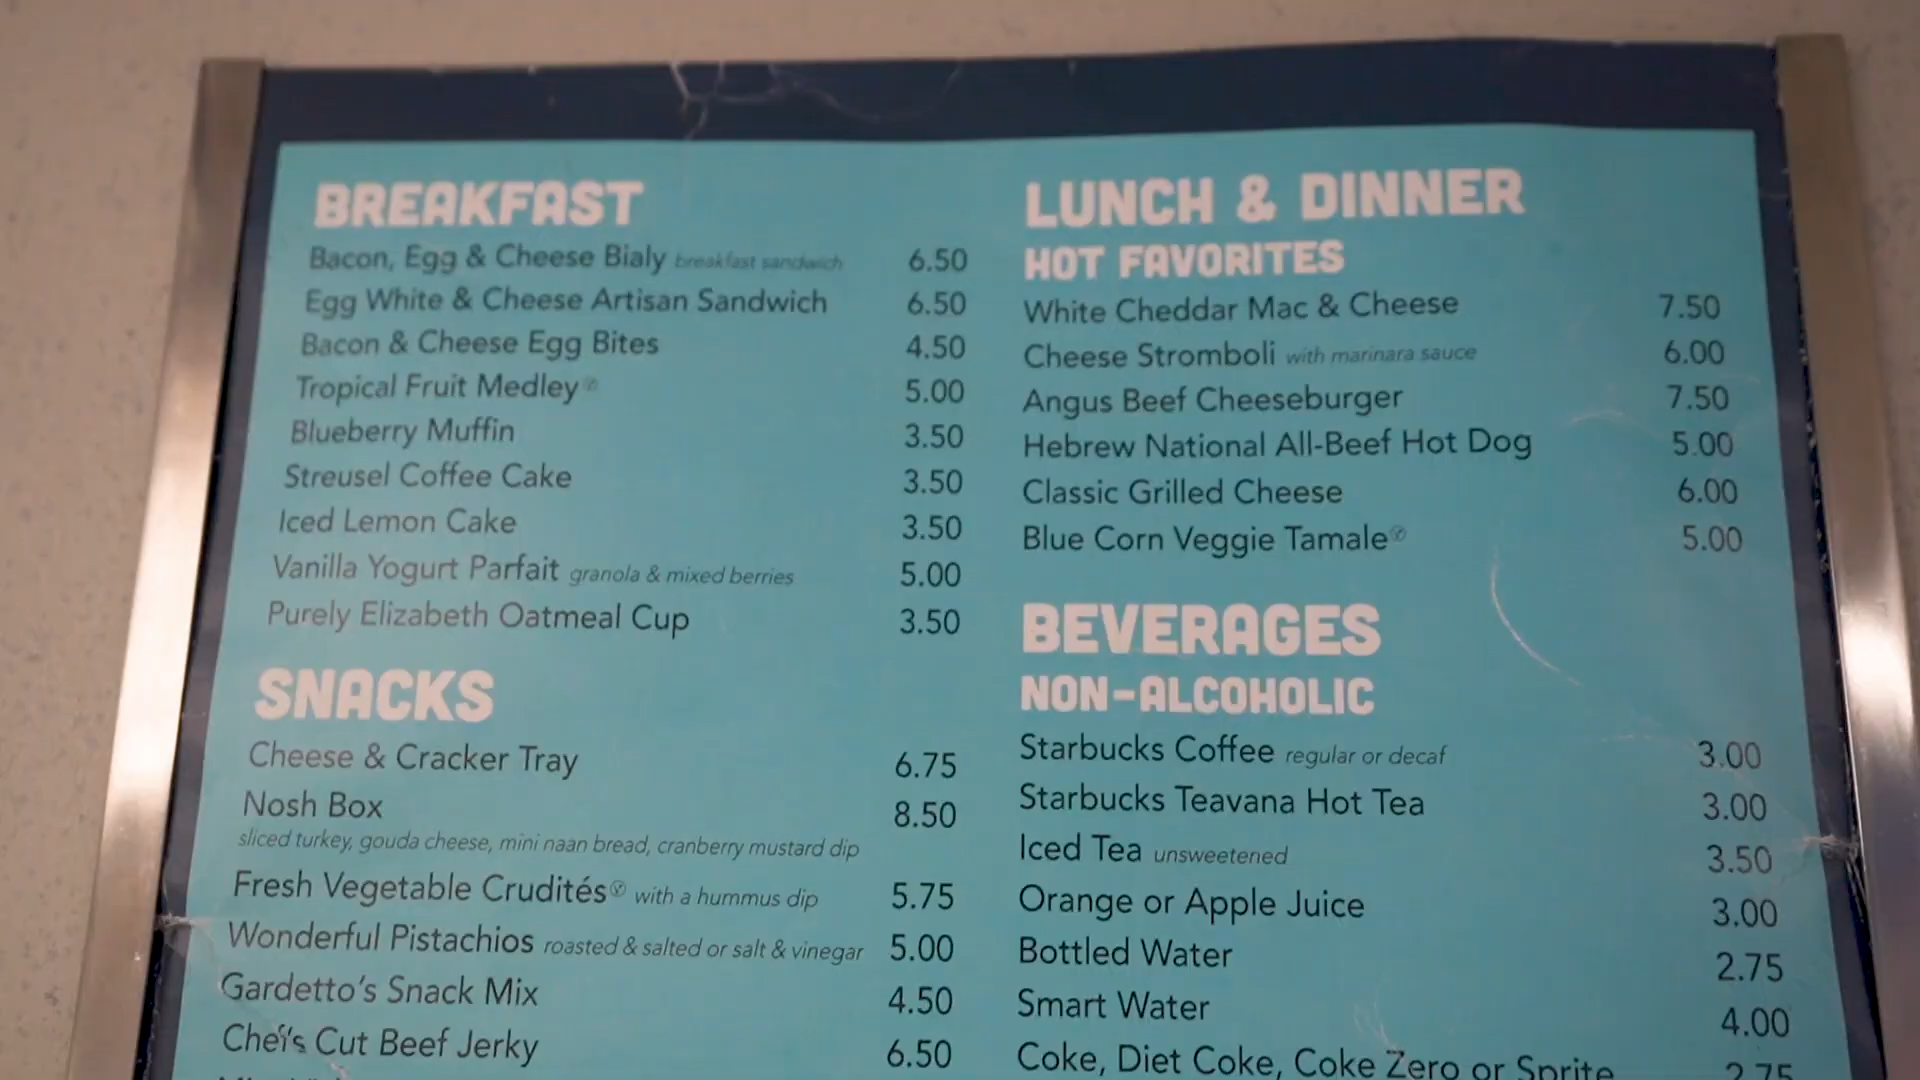 BREAKFAST
Bacon, Egg & Cheese Bialy breakfast sandwich 6.50
Egg White & Cheese Artisan Sandwich 6.50
Bacon & Cheese Egg Bites 4.50
Tropical Fruit Medley 5.00
Blueberry Muffin 3.50
Streusel Coffee Cake 3.50
Iced Lemon Cake 3.50
Vanilla Yogurt Parfait granola & mixed berries 5.00
Purely Elizabeth Oatmeal Cup 3.50
SNACKS
Cheese & Cracker Tray 6.75
Nosh Box 8.50
sliced turkey, gouda cheese, mini naan bread, cranberry mustard dip
Fresh Vegetable Crudités Ⓥ with a hummus dip 5.75
Wonderful Pistachios roasted & salted or salt & vinegar 5.00
Gardetto's Snack Mix 4.50
Chef's Cut Beef Jerky 6.50
LUNCH & DINNER
HOT FAVORITES
White Cheddar Mac & Cheese 7.50
Cheese Stromboli with marinara sauce 6.00
Angus Beef Cheeseburger 7.50
Hebrew National All-Beef Hot Dog 5.00
Classic Grilled Cheese 6.00
Blue Corn Veggie Tamale Ⓥ 5.00
BEVERAGES
NON-ALCOHOLIC
Starbucks Coffee regular or decaf 3.00
Starbucks Teavana Hot Tea 3.00
Iced Tea unsweetened 3.50
Orange or Apple Juice 3.00
Bottled Water 2.75
Smart Water 4.00
Coke, Diet Coke, Coke Zero or Sprite 2.75